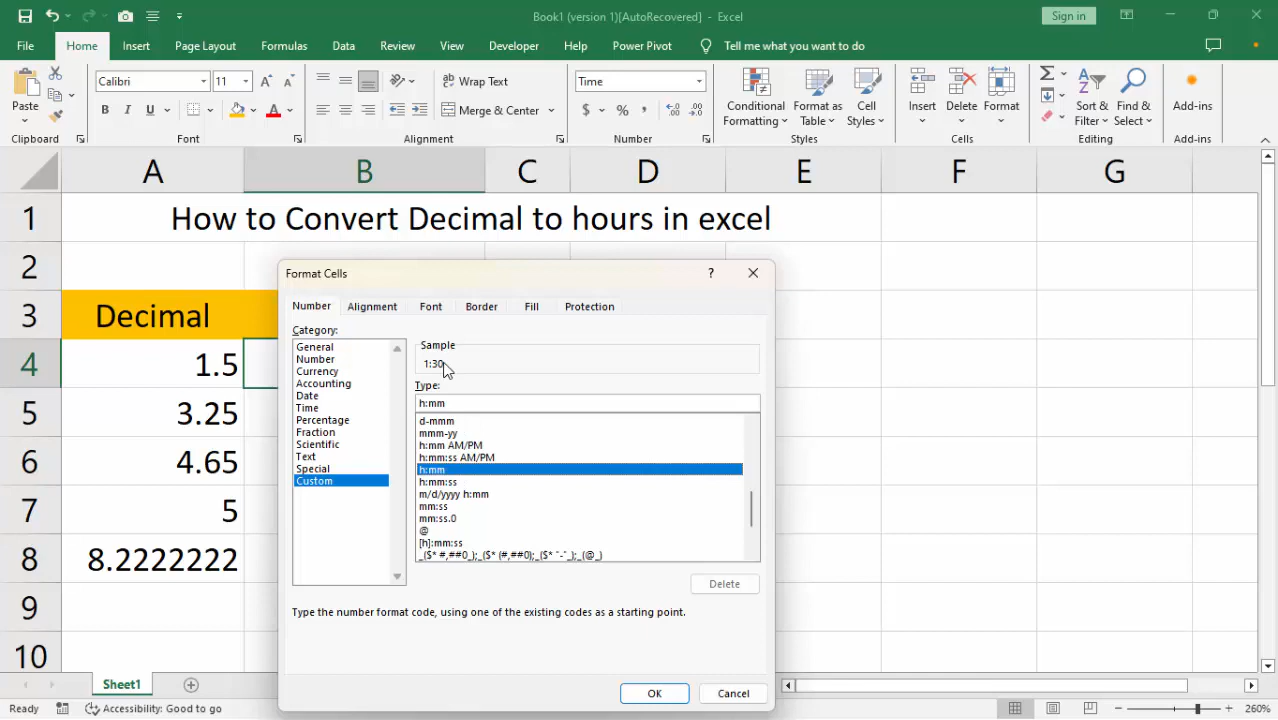 Book1 (version 1)[AutoRecovered] - Excel
Sign in
File Home Insert Page Layout Formulas Data Review View Developer Help Power Pivot Tell me what you want to do
Calibri 11 A A Wrap Text Time
Paste B I U A Merge & Center $ % , Conditional Formatting Format as Table Cell Styles Insert Delete Format Sort & Filter Find & Select Add-ins
Clipboard Font Alignment Number Styles Cells Editing Add-ins
A B C D E F G
1 How to Convert Decimal to hours in excel
2
3 Decimal
4 1.5
5 3.25
6 4.65
7 5
8 8.2222222
9
10
Format Cells ?
Number Alignment Font Border Fill Protection
Category:
General
Number
Currency
Accounting
Date
Time
Percentage
Fraction
Scientific
Text
Special
Custom
Sample
1:30
Type:
h:mm
d-mmm
mmm-yy
h:mm AM/PM
h:mm:ss AM/PM
h:mm
h:mm:ss
m/d/yyyy h:mm
mm:ss
mm:ss.0
@
[h]:mm:ss
_($* #,##0_);_($* (#,##0);_($* "-"_);_(@_)
Delete
Type the number format code, using one of the existing codes as a starting point.
OK Cancel
Sheet1
Ready Accessibility: Good to go 260%